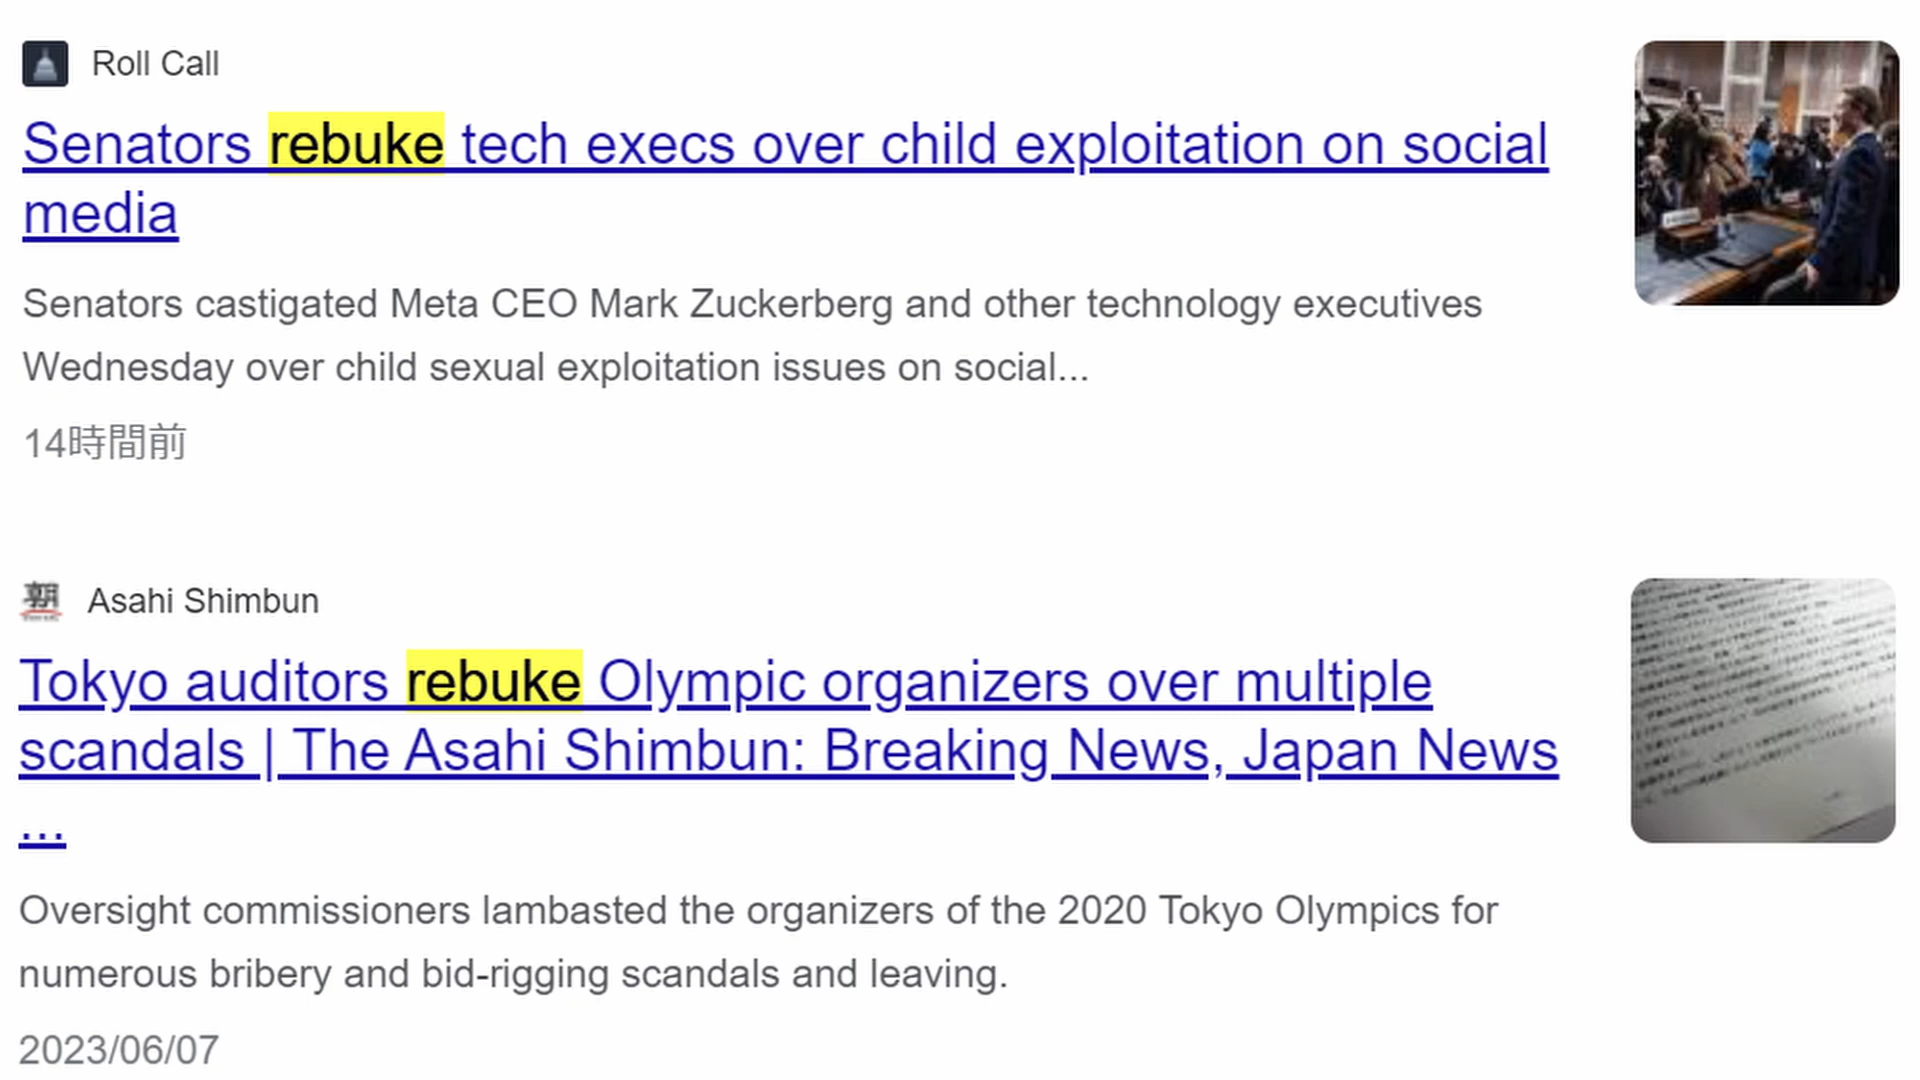 Roll Call
Senators rebuke tech execs over child exploitation on social
media
Senators castigated Meta CEO Mark Zuckerberg and other technology executives
Wednesday over child sexual exploitation issues on social...
14時間前
朝
Asahi Shimbun
Tokyo auditors rebuke Olympic organizers over multiple
scandals | The Asahi Shimbun: Breaking News, Japan News
...
Oversight commissioners lambasted the organizers of the 2020 Tokyo Olympics for
numerous bribery and bid-rigging scandals and leaving.
2023/06/07